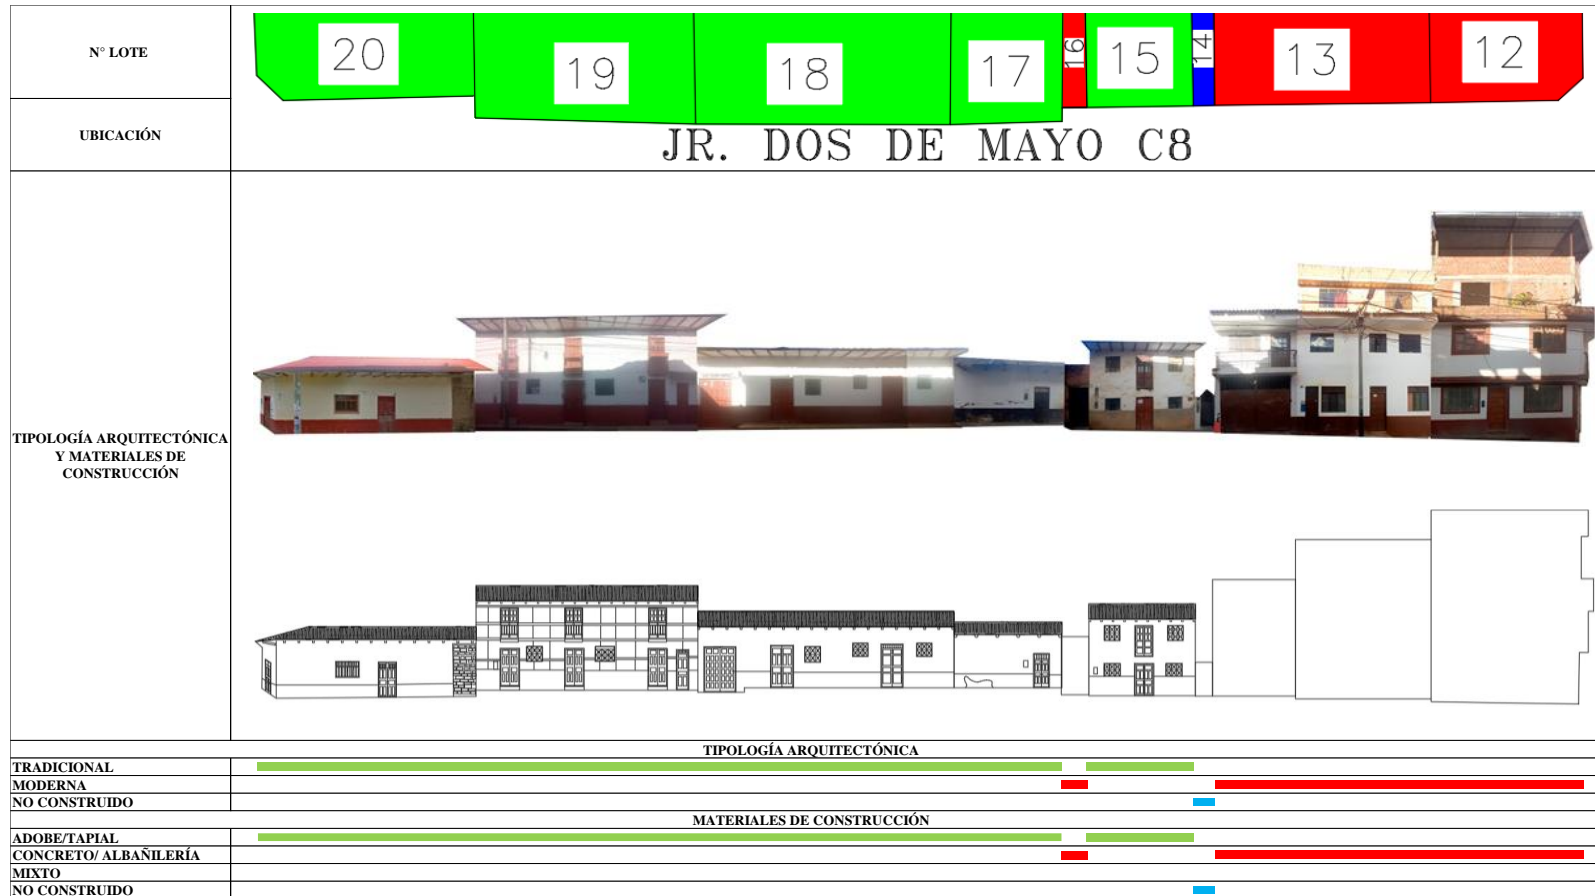 N° LOTE
20
19
18
17
16
15
14
13
12
UBICACIÓN
JR. DOS DE MAYO C8
TIPOLOGÍA ARQUITECTÓNICA
Y MATERIALES DE
CONSTRUCCIÓN
TIPOLOGÍA ARQUITECTÓNICA
TRADICIONAL
MODERNA
NO CONSTRUIDO
MATERIALES DE CONSTRUCCIÓN
ADOBE/TAPIAL
CONCRETO/ ALBAÑILERÍA
MIXTO
NO CONSTRUIDO